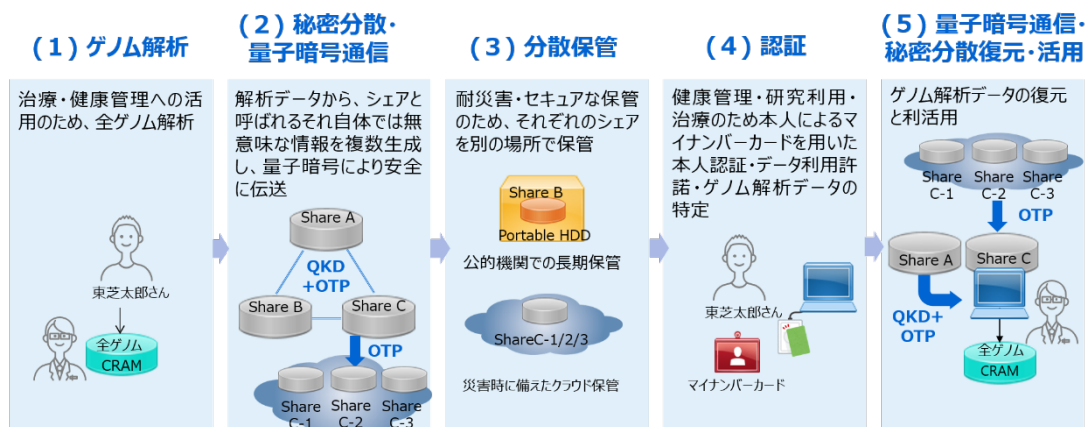 (1)ゲノム解析
治療・健康管理への活
用のため、全ゲノム解析
東芝太郎さん
全ゲノム
CRAM
(2)秘密分散・
量子暗号通信
解析データから、シェアと
呼ばれるそれ自体では無
意味な情報を複数生成
し、量子暗号により安全
に伝送
Share A
QKD
+OTP
Share B
Share C
OTP
Share
C-1
Share
C-2
Share
C-3
(3)分散保管
耐災害・セキュアな保管
のため、それぞれのシェア
を別の場所で保管
Share B
Portable HDD
公的機関での長期保管
ShareC-1/2/3
災害時に備えたクラウド保管
(4)認証
健康管理・研究利用・
治療のため本人によるマ
イナンバーカードを用いた
本人認証・データ利用許
諾・ゲノム解析データの
特定
東芝太郎さん
マイナンバーカード
(5)量子暗号通信・
秘密分散復元・活用
ゲノム解析データの復元
と利活用
Share
C-1
Share
C-2
Share
C-3
OTP
Share A
Share C
QKD+
OTP
全ゲノム
CRAM